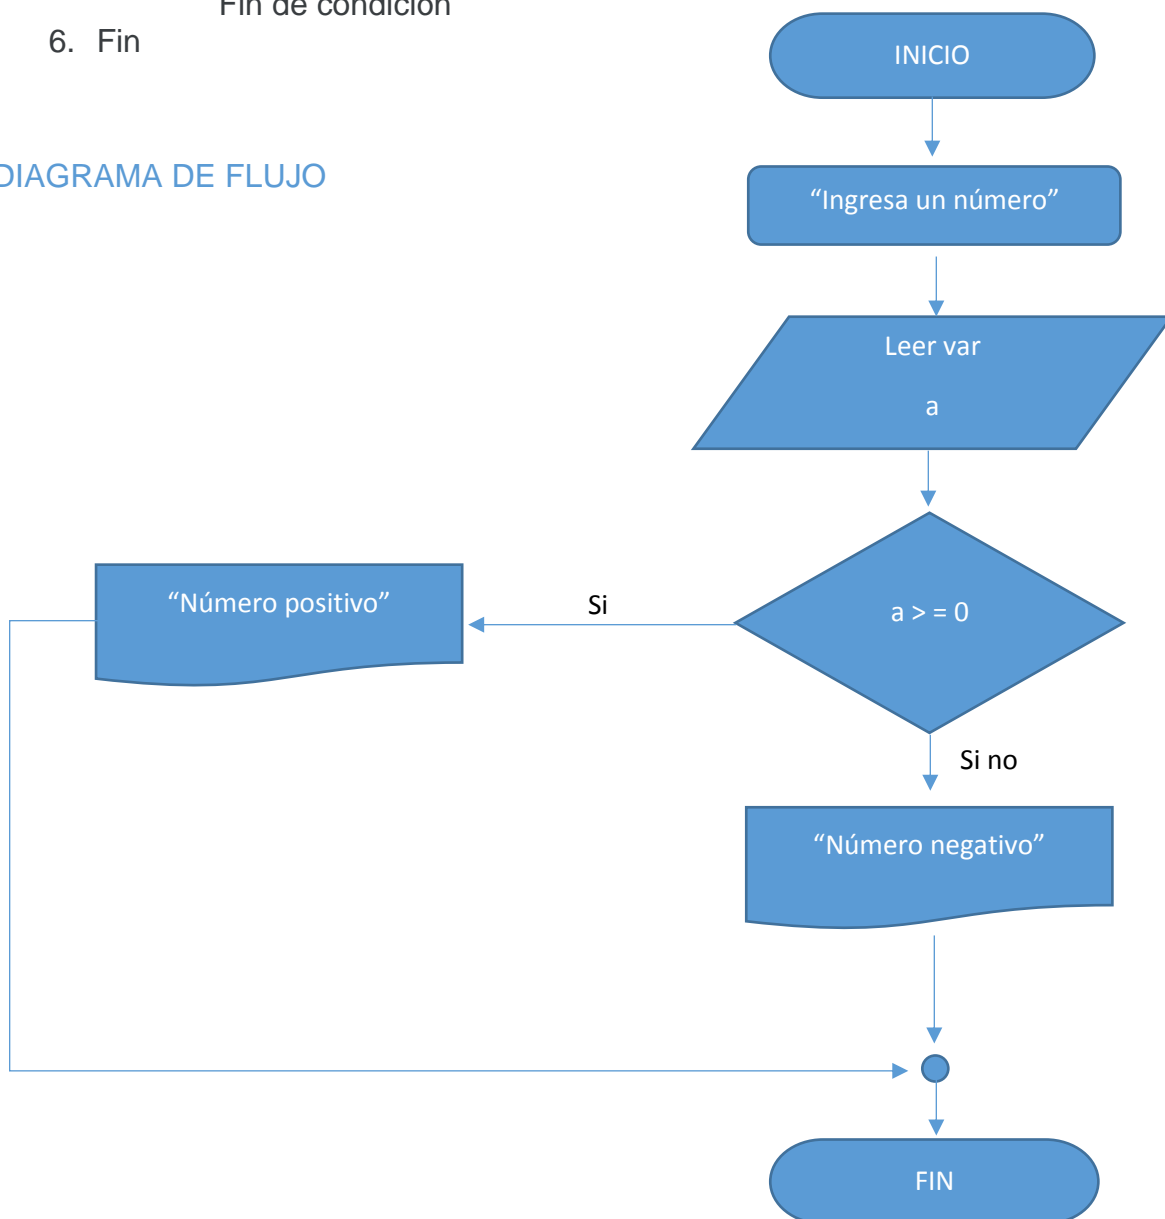 Fin de condición
6. Fin
DIAGRAMA DE FLUJO
INICIO
“Ingresa un número”
Leer var
a
a > = 0
Si
“Número positivo”
Si no
“Número negativo”
FIN